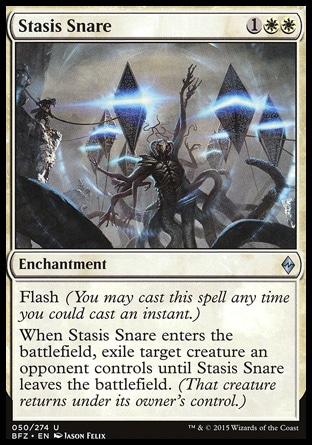 Stasis Snare 1
Enchantment
Flash (You may cast this spell any time
you could cast an instant.)
When Stasis Snare enters the
battlefield, exile target creature an
opponent controls until Stasis Snare
leaves the battlefield. (That creature
returns under its owner's control.)
050/274 U
BFZ • EN Jason Felix
™ & © 2015 Wizards of the Coast